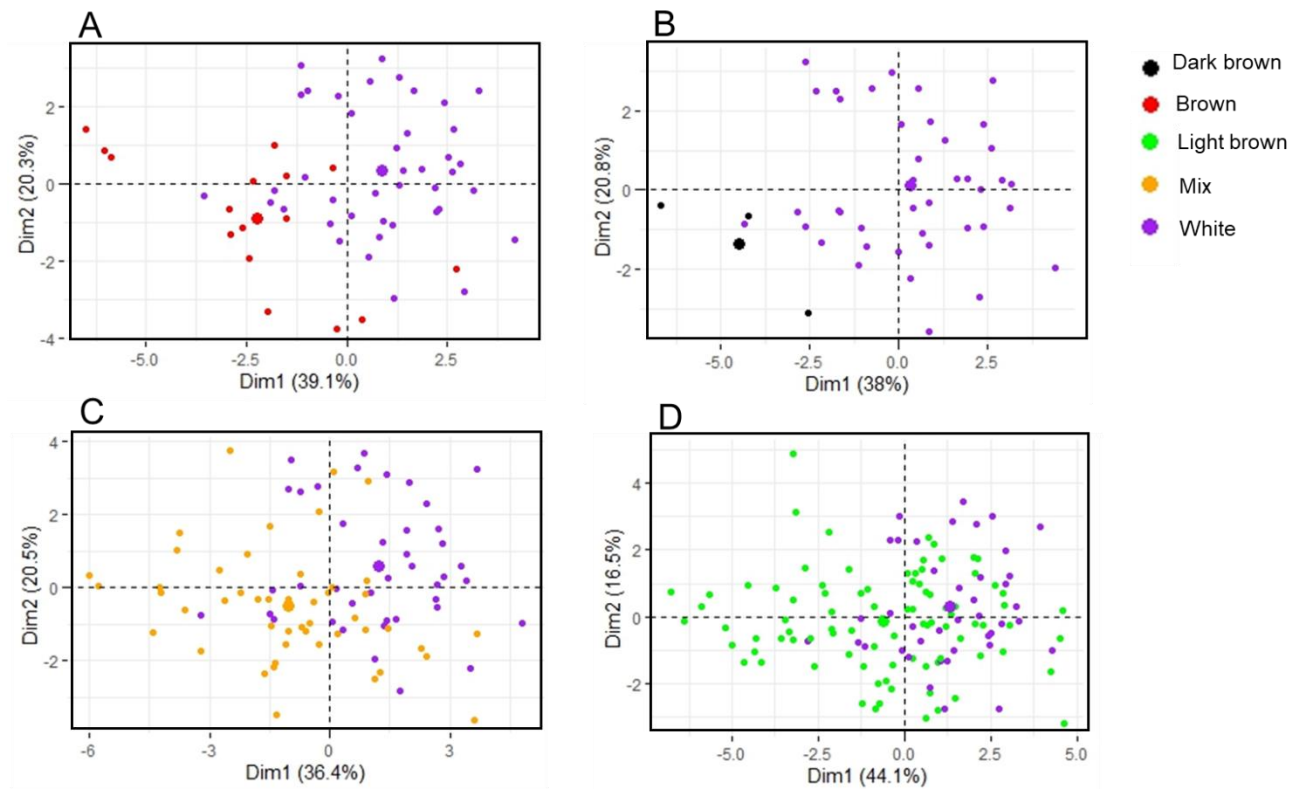 A
2
0
-2
-4
Dim2 (20.3%)
-5.0 -2.5 0.0 2.5
Dim1 (39.1%)
B
2
0
-2
Dim2 (20.8%)
-5.0 -2.5 0.0 2.5
Dim1 (38%)
Dark brown
Brown
Light brown
Mix
White
C
4
2
0
-2
Dim2 (20.5%)
-6 -3 0 3
Dim1 (36.4%)
D
4
2
0
-2
Dim2 (16.5%)
-5.0 -2.5 0.0 2.5 5.0
Dim1 (44.1%)